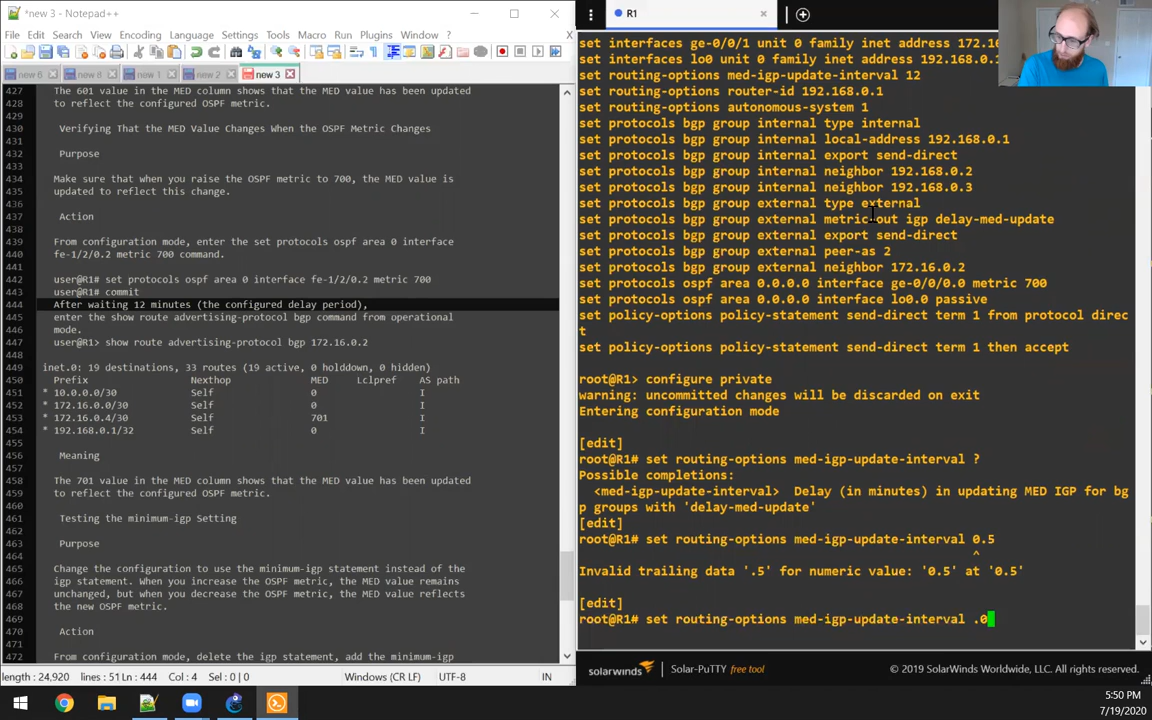 *new 3 - Notepad++
File Edit Search View Encoding Language Settings Tools Macro Run Plugins Window ?
new 6 new 8 new 1 new 2 new 3
427 The 601 value in the MED column shows that the MED value has been updated
428 to reflect the configured OSPF metric.
429
430 Verifying That the MED Value Changes When the OSPF Metric Changes
431
432 Purpose
433
434 Make sure that when you raise the OSPF metric to 700, the MED value is
435 updated to reflect this change.
436
437 Action
438
439 From configuration mode, enter the set protocols ospf area 0 interface
440 fe-1/2/0.2 metric 700 command.
441
442 user@R1# set protocols ospf area 0 interface fe-1/2/0.2 metric 700
443 user@R1# commit
444 After waiting 12 minutes (the configured delay period),
445 enter the show route advertising-protocol bgp command from operational
446 mode.
447 user@R1> show route advertising-protocol bgp 172.16.0.2
448
449 inet.0: 19 destinations, 33 routes (19 active, 0 holddown, 0 hidden)
450 Prefix Nexthop MED Lclpref AS path
451 * 10.0.0.0/30 Self 0 I
452 * 172.16.0.0/30 Self 0 I
453 * 172.16.0.4/30 Self 701 I
454 * 192.168.0.1/32 Self 0 I
455
456 Meaning
457
458 The 701 value in the MED column shows that the MED value has been updated
459 to reflect the configured OSPF metric.
460
461 Testing the minimum-igp Setting
462
463 Purpose
464
465 Change the configuration to use the minimum-igp statement instead of the
466 igp statement. When you increase the OSPF metric, the MED value remains
467 unchanged, but when you decrease the OSPF metric, the MED value reflects
468 the new OSPF metric.
469
470 Action
471
472 From configuration mode, delete the igp statement, add the minimum-igp
length : 24,920 lines : 51 Ln : 444 Col : 4 Sel : 0 | 0 Windows (CR LF) UTF-8 IN
R1
set interfaces ge-0/0/1 unit 0 family inet address 172.16
set interfaces lo0 unit 0 family inet address 192.168.0.1
set routing-options med-igp-update-interval 12
set routing-options router-id 192.168.0.1
set routing-options autonomous-system 1
set protocols bgp group internal type internal
set protocols bgp group internal local-address 192.168.0.1
set protocols bgp group internal export send-direct
set protocols bgp group internal neighbor 192.168.0.2
set protocols bgp group internal neighbor 192.168.0.3
set protocols bgp group external type external
set protocols bgp group external metric-out igp delay-med-update
set protocols bgp group external export send-direct
set protocols bgp group external peer-as 2
set protocols bgp group external neighbor 172.16.0.2
set protocols ospf area 0.0.0.0 interface ge-0/0/0.0 metric 700
set protocols ospf area 0.0.0.0 interface lo0.0 passive
set policy-options policy-statement send-direct term 1 from protocol direc
t
set policy-options policy-statement send-direct term 1 then accept
root@R1> configure private
warning: uncommitted changes will be discarded on exit
Entering configuration mode
[edit]
root@R1# set routing-options med-igp-update-interval ?
Possible completions:
<med-igp-update-interval> Delay (in minutes) in updating MED IGP for bg
p groups with 'delay-med-update'
[edit]
root@R1# set routing-options med-igp-update-interval 0.5
^
Invalid trailing data '.5' for numeric value: '0.5' at '0.5'
[edit]
root@R1# set routing-options med-igp-update-interval .0
solarwinds Solar-PuTTY free tool © 2019 SolarWinds Worldwide, LLC. All rights reserved.
5:50 PM
7/19/2020